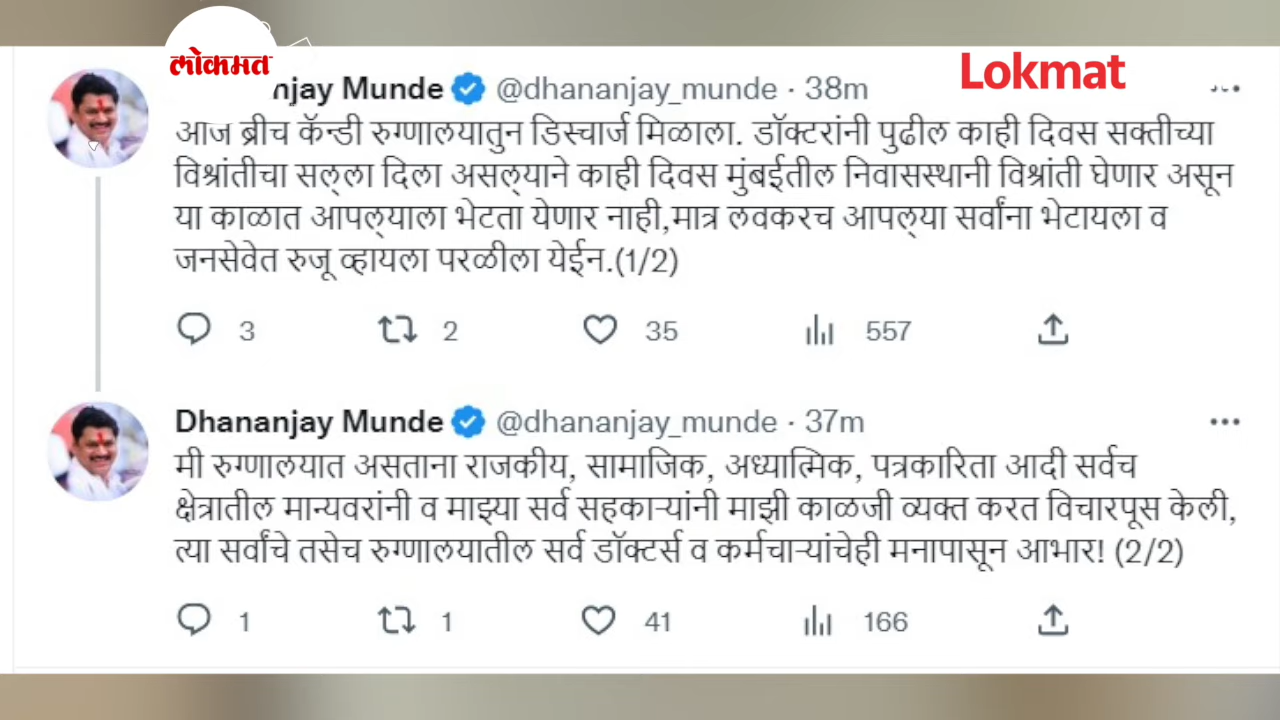 लोकमत
Lokmat
njay Munde @dhananjay_munde · 38m
आज ब्रीच कॅन्डी रुग्णालयातुन डिस्चार्ज मिळाला. डॉक्टरांनी पुढील काही दिवस सक्तीच्या
विश्रांतीचा सल्ला दिला असल्याने काही दिवस मुंबईतील निवासस्थानी विश्रांती घेणार असून
या काळात आपल्याला भेटता येणार नाही,मात्र लवकरच आपल्या सर्वांना भेटायला व
जनसेवेत रुजू व्हायला परळीला येईन.(1/2)
3 2 35 557
Dhananjay Munde @dhananjay_munde · 37m
मी रुग्णालयात असताना राजकीय, सामाजिक, अध्यात्मिक, पत्रकारिता आदी सर्वच
क्षेत्रातील मान्यवरांनी व माझ्या सर्व सहकाऱ्यांनी माझी काळजी व्यक्त करत विचारपूस केली,
त्या सर्वांचे तसेच रुग्णालयातील सर्व डॉक्टर्स व कर्मचाऱ्यांचेही मनापासून आभार! (2/2)
1 1 41 166